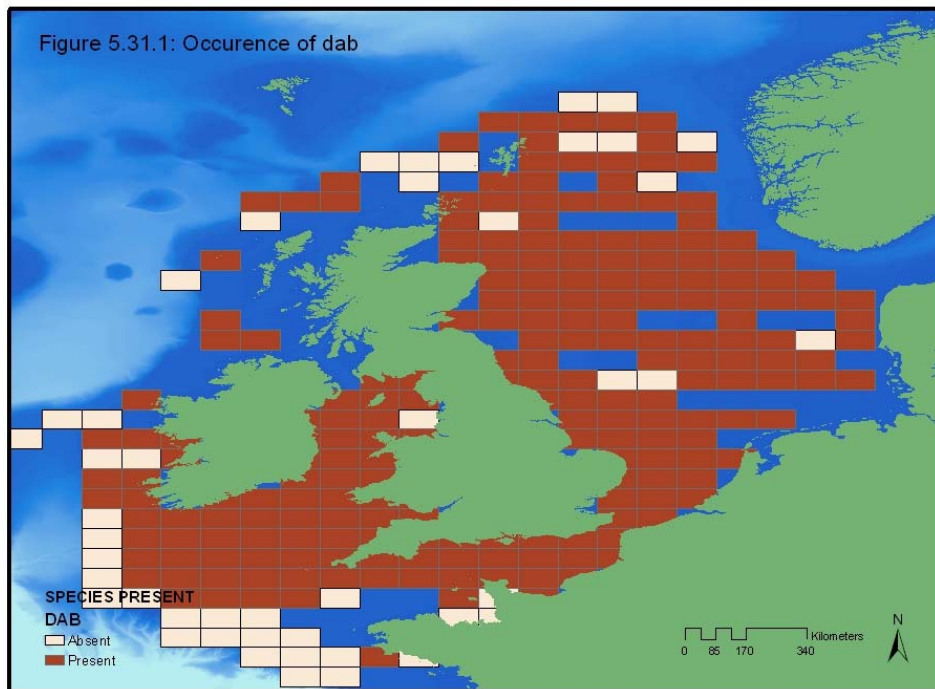 Figure 5.31.1: Occurence of dab
SPECIES PRESENT
DAB
Absent
Present
N
Kilometers
0 85 170 340